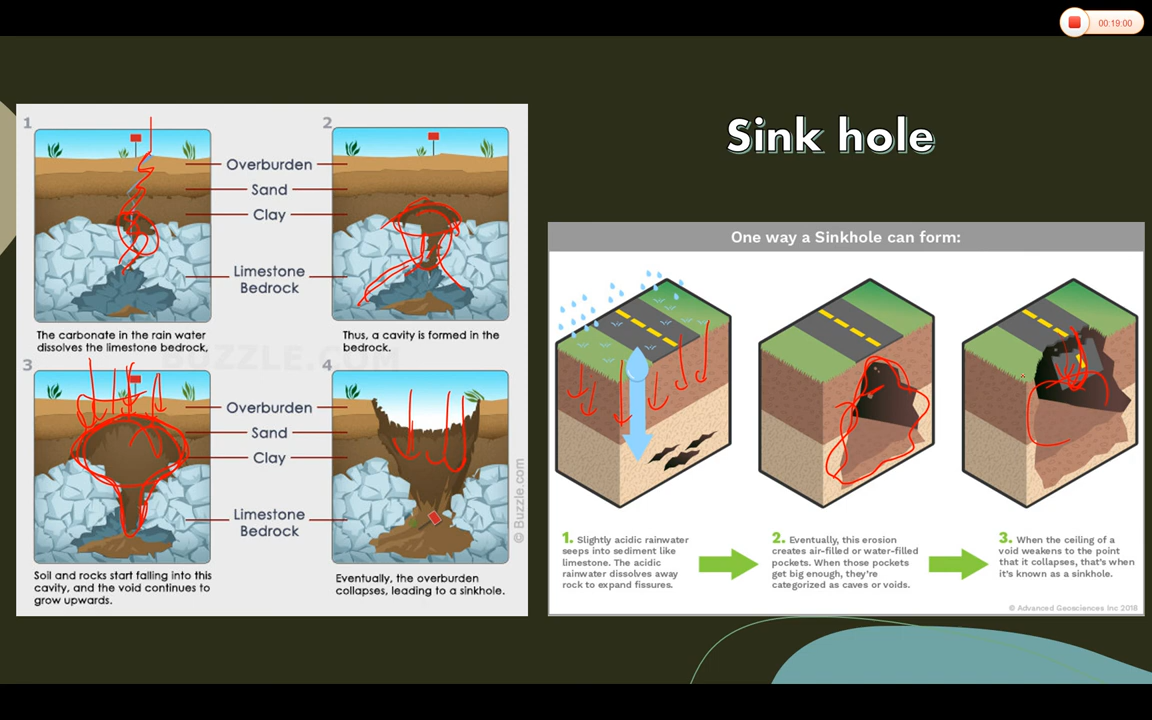 00:19:00
Sink hole
1
2
Overburden
Sand
Clay
Limestone
Bedrock
The carbonate in the rain water
dissolves the limestone bedrock,
Thus, a cavity is formed in the
bedrock.
BUZZLE.COM
3
4
Overburden
Sand
Clay
Limestone
Bedrock
Soil and rocks start falling into this
cavity, and the void continues to
grow upwards.
Eventually, the overburden
collapses, leading to a sinkhole.
© Buzzle.com
One way a Sinkhole can form:
1. Slightly acidic rainwater
seeps into sediment like
limestone. The acidic
rainwater dissolves away
rock to expand fissures.
2. Eventually, this erosion
creates air-filled or water-filled
pockets. When those pockets
get big enough, they're
categorized as caves or voids.
3. When the ceiling of a
void weakens to the point
that it collapses, that's when
it's known as a sinkhole.
© Advanced Geosciences Inc 2018